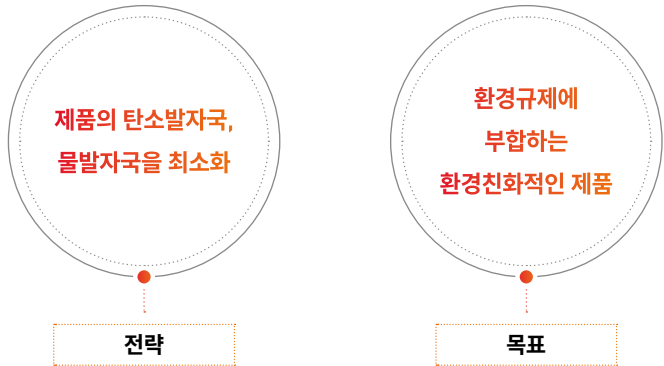 제품의 탄소발자국,
물발자국을 최소화
전략
환경규제에
부합하는
환경친화적인 제품
목표